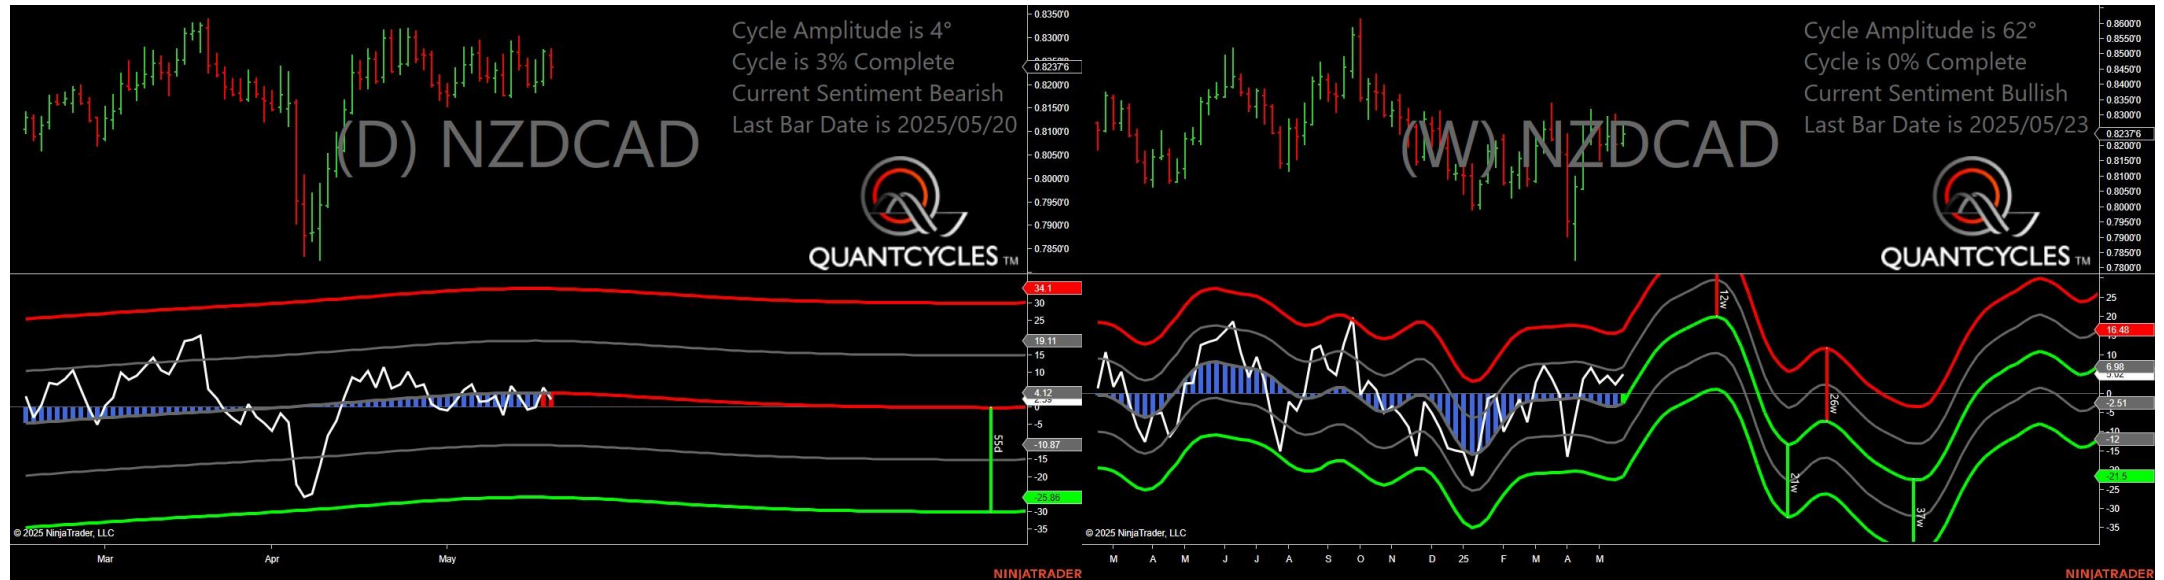 Cycle Amplitude is 4°
Cycle is 3% Complete
Current Sentiment Bearish
Last Bar Date is 2025/05/20
(D) NZDCAD
QUANTCYCLES TM
0.8350'0
0.8300'0
0.8237'6
0.8200'0
0.8150'0
0.8100'0
0.8050'0
0.8000'0
0.7950'0
0.7900'0
0.7850'0
34.1
30
25
19.11
15
10
4.12
0
-5
-10.87
-15
-20
-25.86
-30
-35
55d
© 2025 NinjaTrader, LLC
Mar Apr May
NINJATRADER
Cycle Amplitude is 62°
Cycle is 0% Complete
Current Sentiment Bullish
Last Bar Date is 2025/05/23
(W) NZDCAD
QUANTCYCLES TM
0.8600'0
0.8550'0
0.8500'0
0.8450'0
0.8400'0
0.8350'0
0.8300'0
0.8237'6
0.8200'0
0.8150'0
0.8100'0
0.8050'0
0.8000'0
0.7950'0
0.7900'0
0.7850'0
0.7800'0
25
20
16.48
10
6.98
0
-2.51
-5
-12
-15
-21.5
-25
-30
-35
12w
26w
21w
37w
© 2025 NinjaTrader, LLC
M A M J J A S O N D 25 F M A M
NINJATRADER